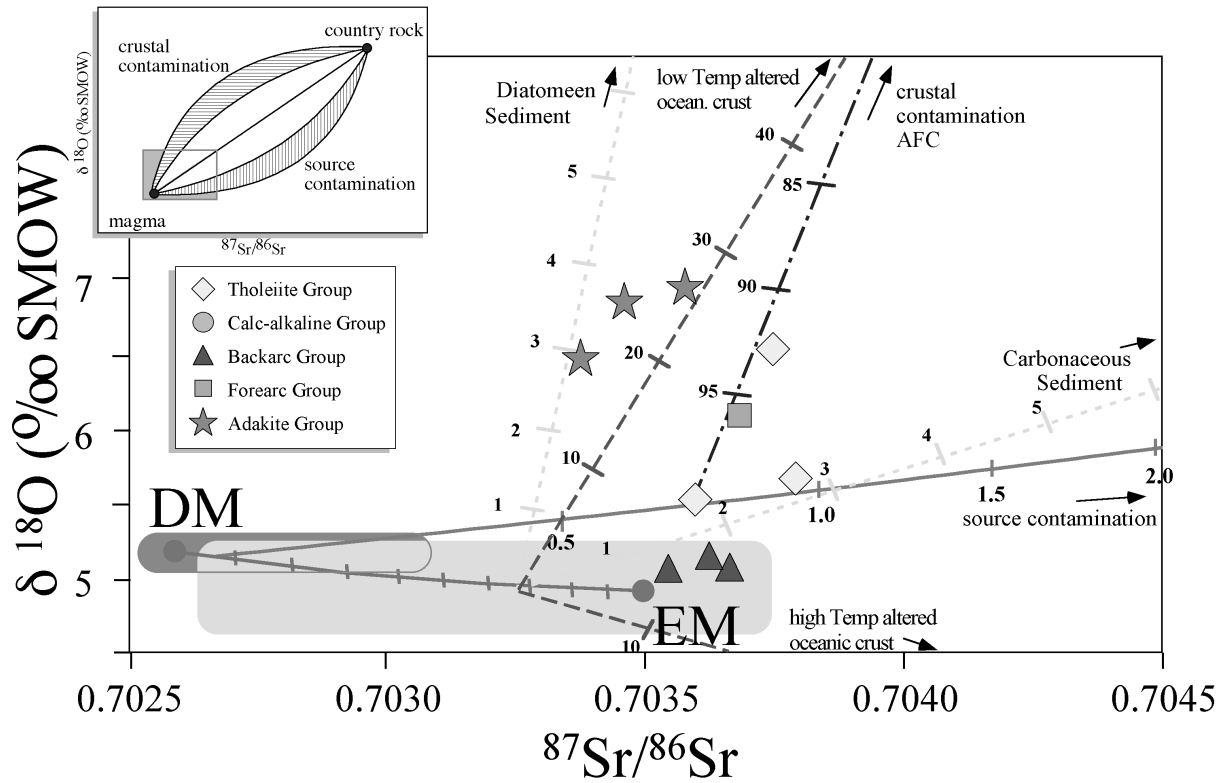 country rock
crustal
contamination
source
contamination
magma
δ 18O (‰ SMOW)
87Sr/86Sr
Tholeiite Group
Calc-alkaline Group
Backarc Group
Forearc Group
Adakite Group
Diatomeen
Sediment
low Temp altered
ocean. crust
crustal
contamination
AFC
5
4
3
2
1
40
30
20
10
85
90
95
Carbonaceous
Sediment
5
4
3
2
1
0.5
1.0
1.5
2.0
source contamination
DM
EM
high Temp altered
oceanic crust
10
7
6
5
δ 18O (‰ SMOW)
0.7025
0.7030
0.7035
0.7040
0.7045
87Sr/86Sr